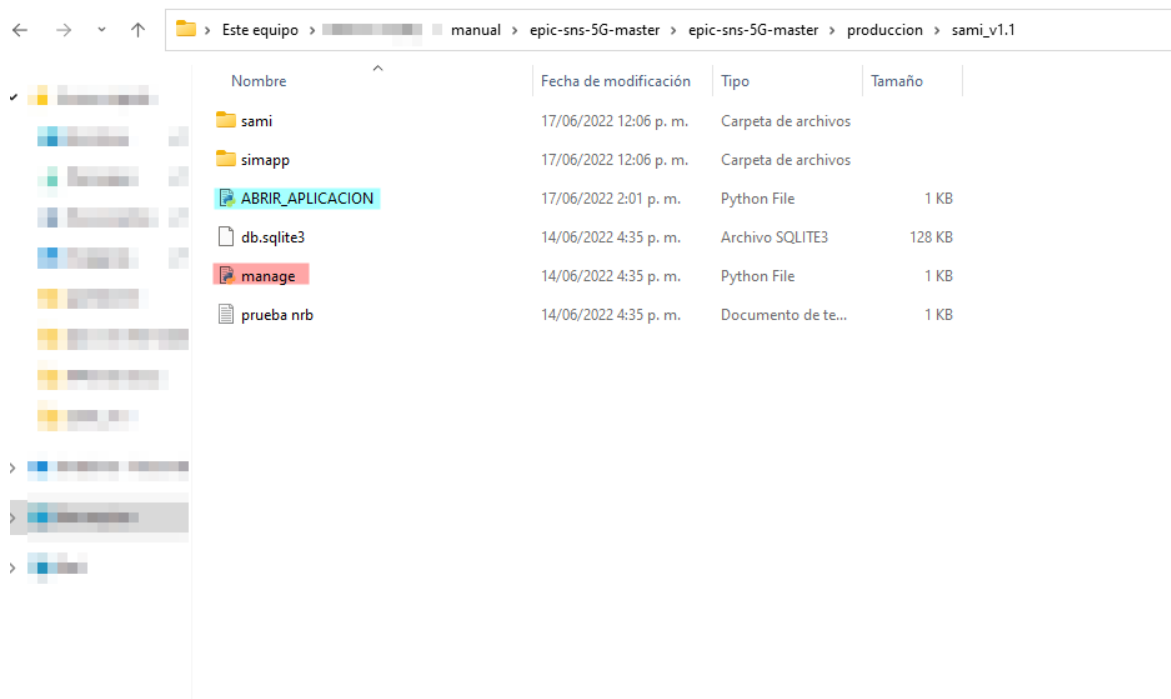 Este equipo > manual > epic-sns-5G-master > epic-sns-5G-master > produccion > sami_v1.1
Nombre Fecha de modificación Tipo Tamaño
sami 17/06/2022 12:06 p. m. Carpeta de archivos
simapp 17/06/2022 12:06 p. m. Carpeta de archivos
ABRIR_APLICACION 17/06/2022 2:01 p. m. Python File 1 KB
db.sqlite3 14/06/2022 4:35 p. m. Archivo SQLITE3 128 KB
manage 14/06/2022 4:35 p. m. Python File 1 KB
prueba nrb 14/06/2022 4:35 p. m. Documento de te... 1 KB